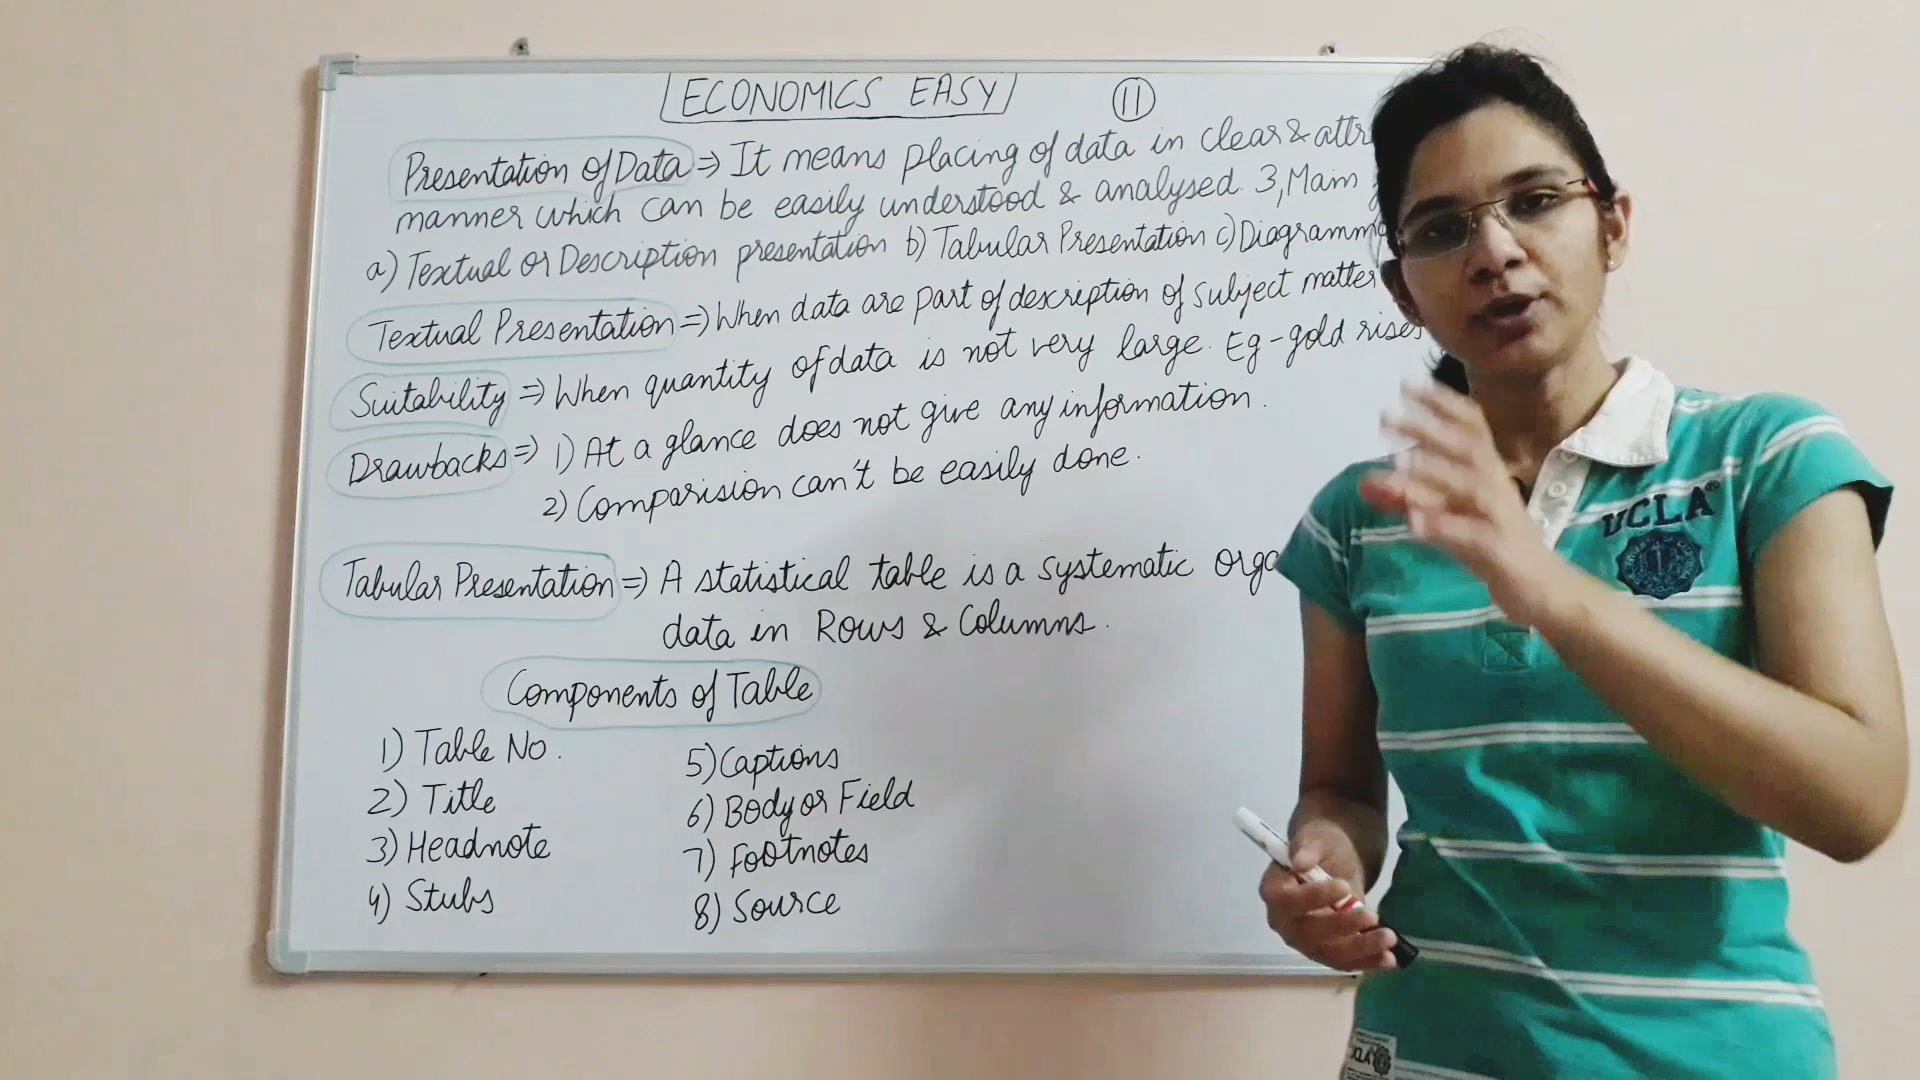 ECONOMICS EASY 11
Presentation of Data => It means placing of data in clear & attr
manner which can be easily understood & analysed. 3, Main
a) Textual or Description presentation b) Tabular Presentation c) Diagramma
Textual Presentation => When data are part of description of subject matter
Suitability => When quantity of data is not very large. Eg - gold rises
Drawbacks => 1) At a glance does not give any information.
2) Comparision can't be easily done.
Tabular Presentation => A statistical table is a systematic orga
data in Rows & Columns.
Components of Table
1) Table No.
2) Title
3) Headnote
4) Stubs
5) Captions
6) Body or Field
7) Footnotes
8) Source
UCLA